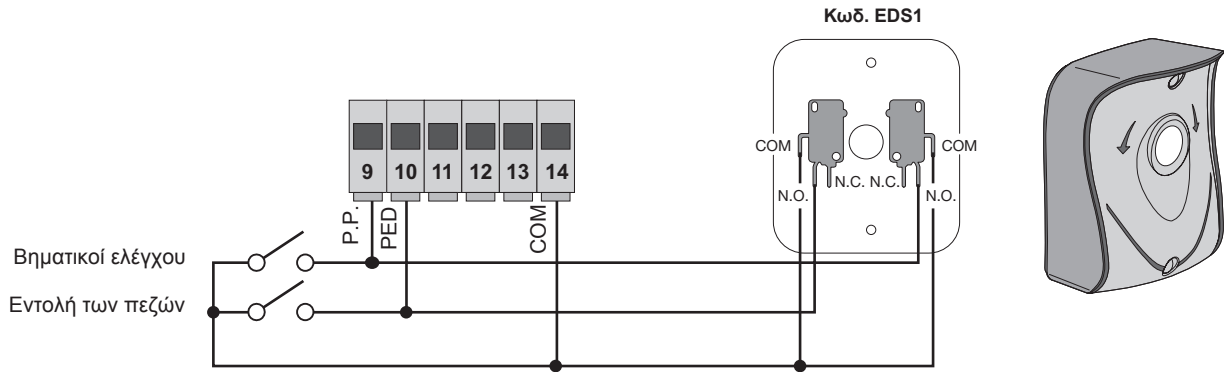 Κωδ. EDS1
9 10 11 12 13 14
P.P.
PED
COM
COM
COM
N.C. N.C.
N.O.
N.O.
Βηματικοί ελέγχου
Εντολή των πεζών